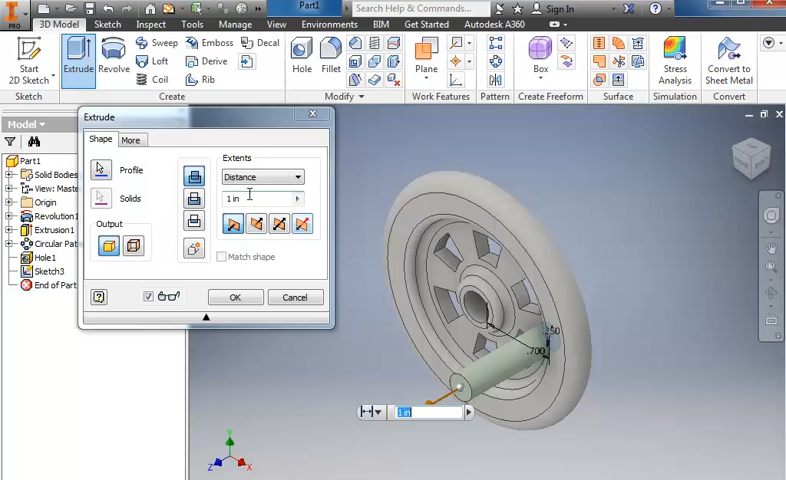 Part1
Search Help & Commands...
Sign In
PRO
3D Model
Sketch
Inspect
Tools
Manage
View
Environments
BIM
Get Started
Autodesk A360
Start
2D Sketch
Extrude
Revolve
Sweep
Loft
Coil
Emboss
Derive
Rib
Decal
Hole
Fillet
Plane
Box
Stress
Analysis
Convert to
Sheet Metal
Sketch
Create
Modify
Work Features
Pattern
Create Freeform
Surface
Simulation
Convert
Model
Part1
Solid Bodies
View: Maste
Origin
Revolution1
Extrusion1
Circular Patt
Hole1
Sketch3
End of Part
Extrude
Shape
More
Profile
Solids
Output
Extents
Distance
1 in
Match shape
OK
Cancel
.250
.700
1 in
Y
Z
X